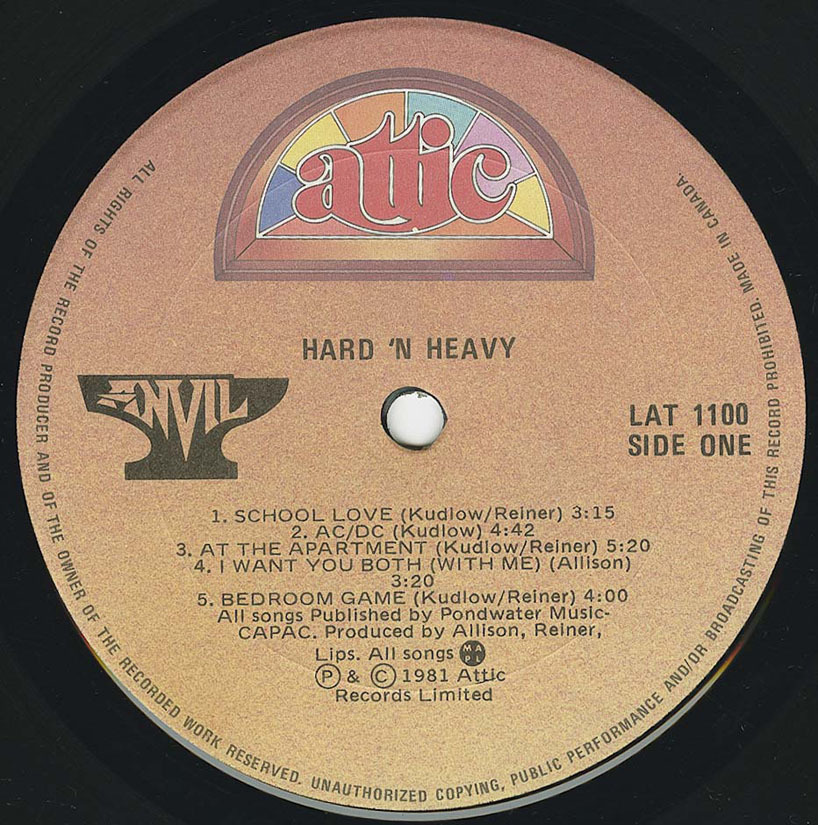 attic
HARD 'N HEAVY
ANVIL
LAT 1100
SIDE ONE
1. SCHOOL LOVE (Kudlow/Reiner) 3:15
2. AC/DC (Kudlow) 4:42
3. AT THE APARTMENT (Kudlow/Reiner) 5:20
4. I WANT YOU BOTH (WITH ME) (Allison)
3:20
5. BEDROOM GAME (Kudlow/Reiner) 4:00
All songs Published by Pondwater Music-
CAPAC. Produced by Allison, Reiner,
Lips. All songs MAPL
Ⓟ & Ⓒ 1981 Attic
Records Limited
ALL RIGHTS OF THE RECORD PRODUCER AND OF THE OWNER OF THE RECORDED WORK RESERVED. UNAUTHORIZED COPYING, PUBLIC PERFORMANCE AND/OR BROADCASTING OF THIS RECORD PROHIBITED. MADE IN CANADA.